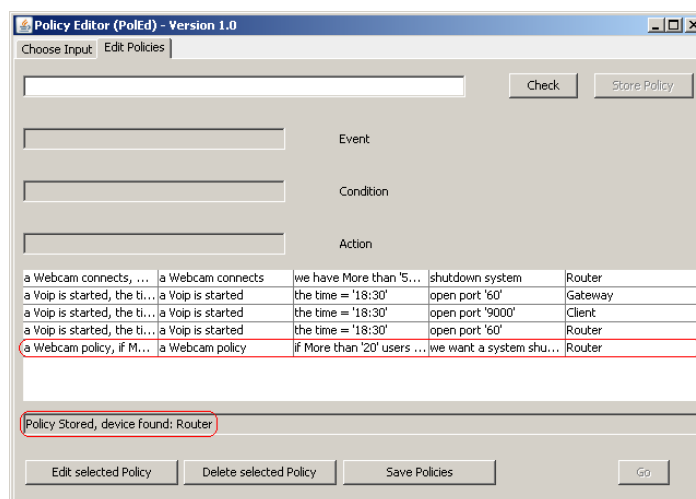 Policy Editor (PolEd) - Version 1.0
Choose Input Edit Policies
Check Store Policy
Event
Condition
Action
a Webcam connects, ... a Webcam connects we have More than '5... shutdown system Router
a Voip is started, the ti... a Voip is started the time = '18:30' open port '60' Gateway
a Voip is started, the ti... a Voip is started the time = '18:30' open port '9000' Client
a Voip is started, the ti... a Voip is started the time = '18:30' open port '60' Router
a Webcam policy, if M... a Webcam policy if More than '20' users ... we want a system shu... Router
Policy Stored, device found: Router
Edit selected Policy Delete selected Policy Save Policies Go